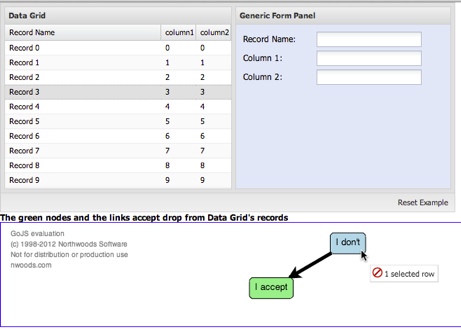 Data Grid
Record Name column1 column2
Record 0 0 0
Record 1 1 1
Record 2 2 2
Record 3 3 3
Record 4 4 4
Record 5 5 5
Record 6 6 6
Record 7 7 7
Record 8 8 8
Record 9 9 9
Generic Form Panel
Record Name:
Column 1:
Column 2:
Reset Example
The green nodes and the links accept drop from Data Grid's records
GoJS evaluation
(c) 1998-2012 Northwoods Software
Not for distribution or production use
nwoods.com
I don't
1 selected row
I accept